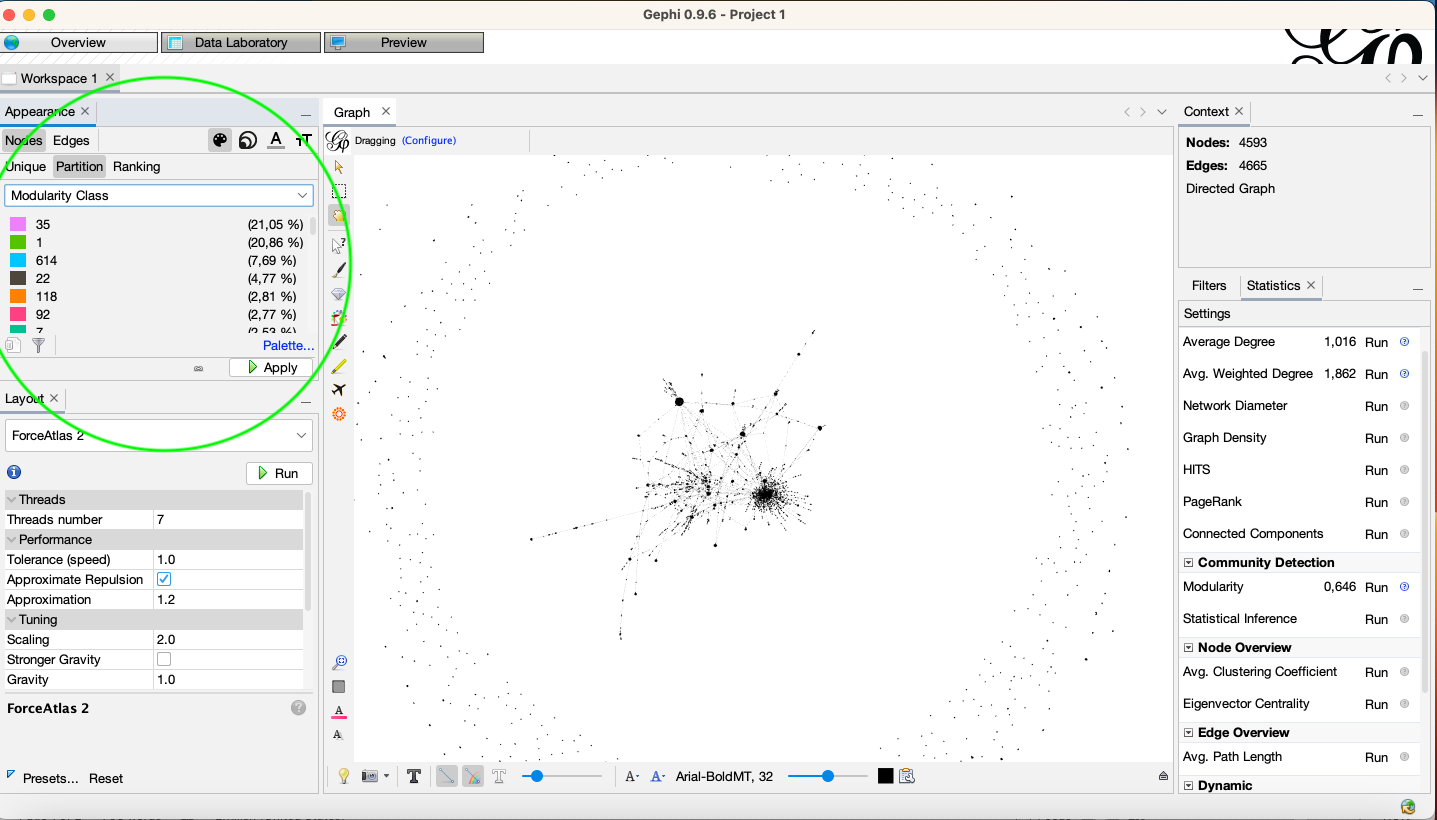 Gephi 0.9.6 - Project 1
Overview
Data Laboratory
Preview
Workspace 1
Appearance
Nodes Edges
Unique Partition Ranking
Modularity Class
35 (21,05 %)
1 (20,86 %)
614 (7,69 %)
22 (4,77 %)
118 (2,81 %)
92 (2,77 %)
7 (2,53 %)
Palette...
Apply
Layout
ForceAtlas 2
Run
Threads
Threads number 7
Performance
Tolerance (speed) 1.0
Approximate Repulsion
Approximation 1.2
Tuning
Scaling 2.0
Stronger Gravity
Gravity 1.0
ForceAtlas 2
Presets... Reset
Graph
Dragging (Configure)
Arial-BoldMT, 32
Context
Nodes: 4593
Edges: 4665
Directed Graph
Filters Statistics
Settings
Average Degree 1,016 Run
Avg. Weighted Degree 1,862 Run
Network Diameter Run
Graph Density Run
HITS Run
PageRank Run
Connected Components Run
Community Detection
Modularity 0,646 Run
Statistical Inference Run
Node Overview
Avg. Clustering Coefficient Run
Eigenvector Centrality Run
Edge Overview
Avg. Path Length Run
Dynamic